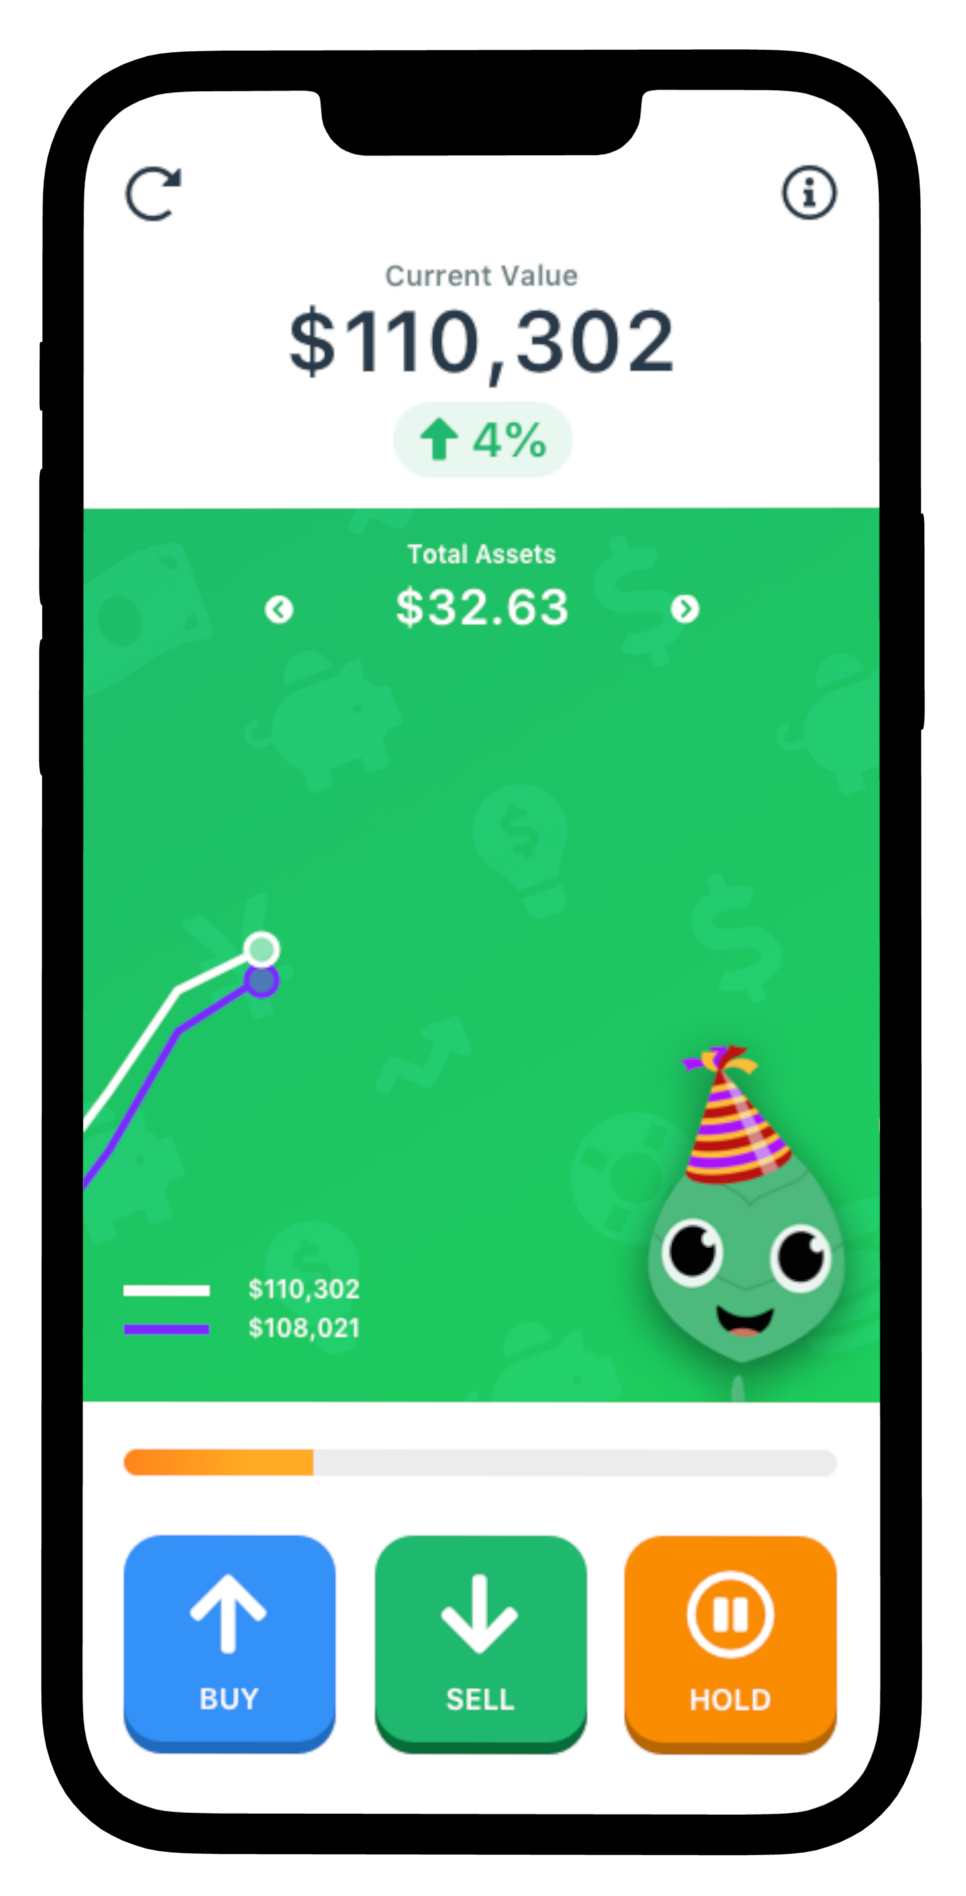 Current Value
$110,302
4%
Total Assets
$32.63
$110,302
$108,021
BUY
SELL
HOLD